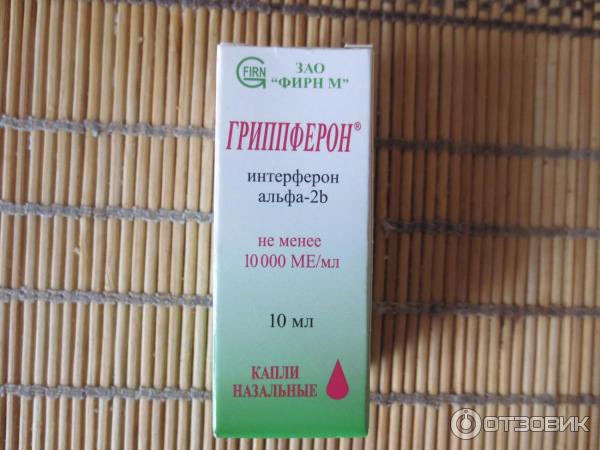 FIRN
ЗАО
"ФИРН М"
ГРИППФЕРОН®
интерферон
альфа-2b
не менее
10 000 МЕ/мл
10 мл
КАПЛИ
НАЗАЛЬНЫЕ
ОТЗОВИК